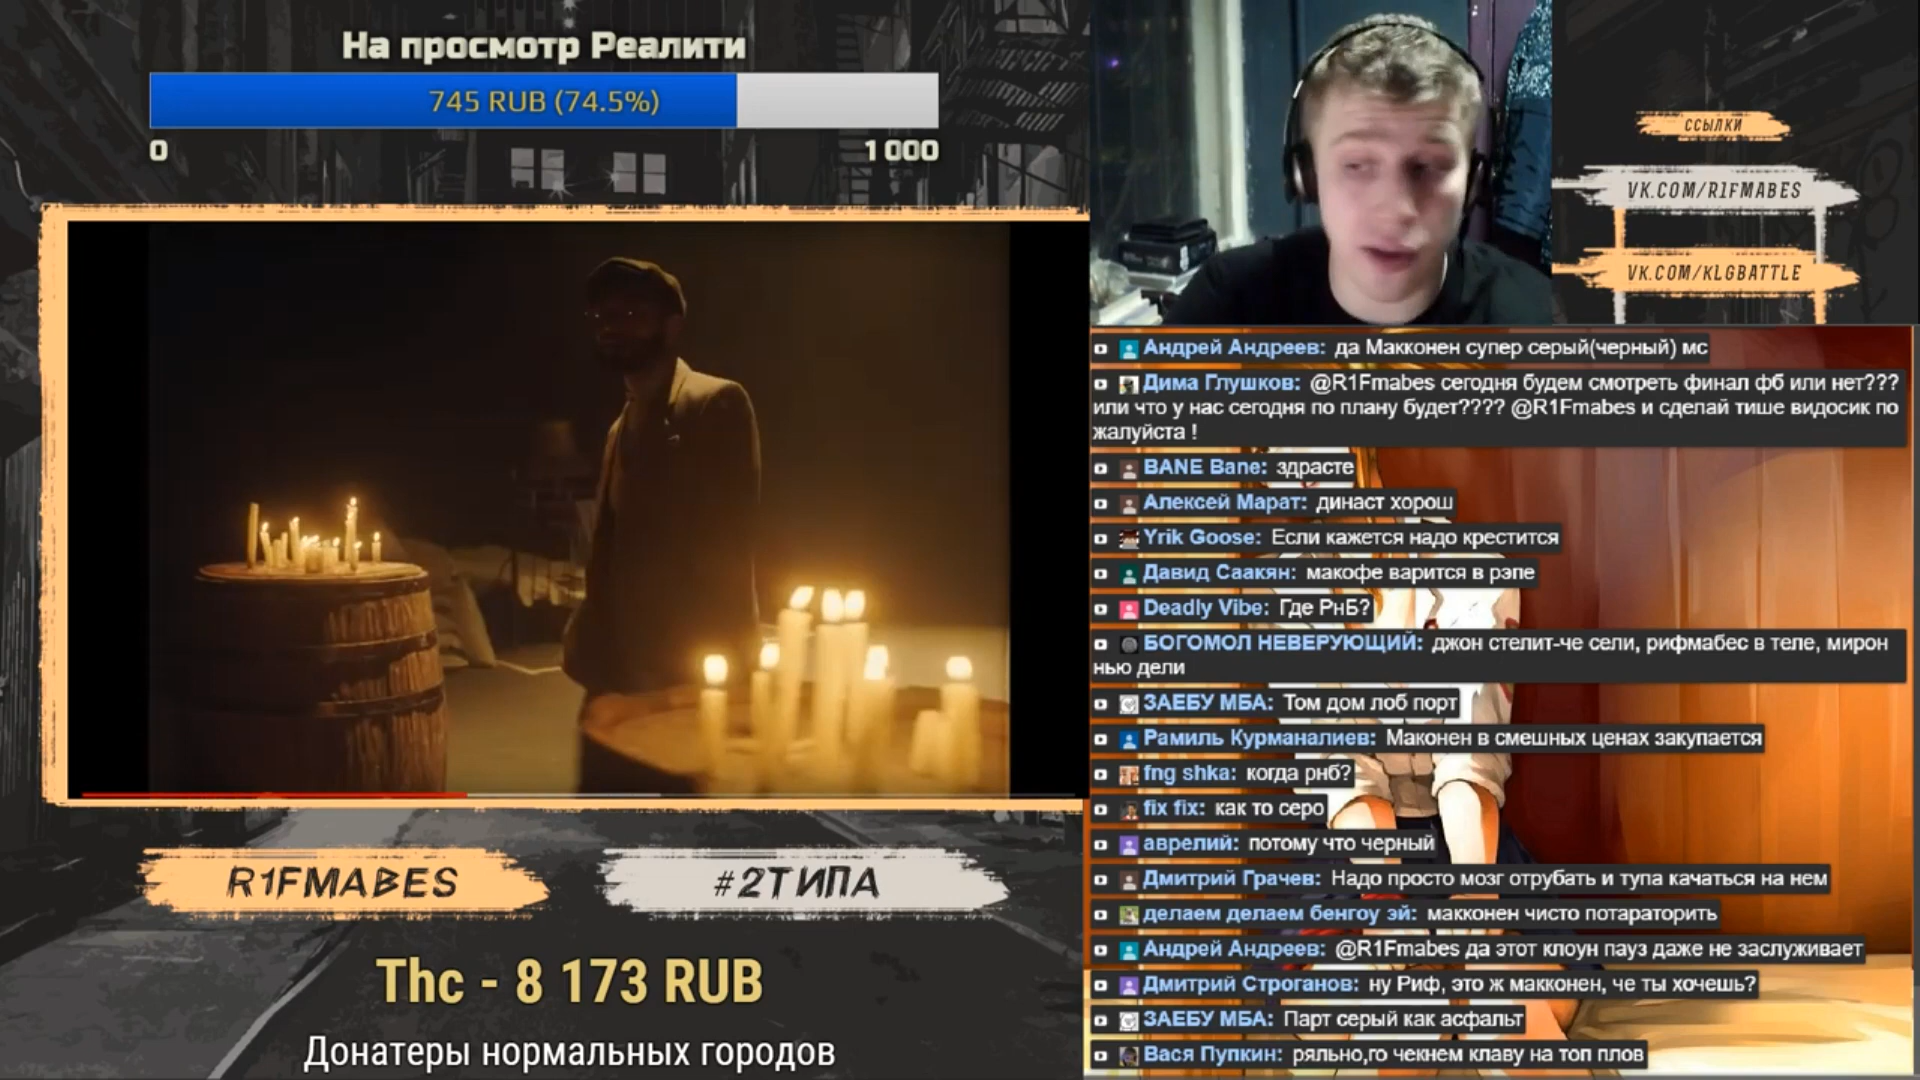 На просмотр Реалити
745 RUB (74.5%)
0
1 000
ССЫЛКИ
VK.COM/R1FMABES
VK.COM/KLGBATTLE
Андрей Андреев: да Макконен супер серый(черный) мс
Дима Глушков: @R1Fmabes сегодня будем смотреть финал фб или нет???
или что у нас сегодня по плану будет???? @R1Fmabes и сделай тише видосик по
жалуйста !
BANE Bane: здрасте
Алексей Марат: династ хорош
Yrik Goose: Если кажется надо крестится
Давид Саакян: макофе варится в рэпе
Deadly Vibe: Где РнБ?
БОГОМОЛ НЕВЕРУЮЩИЙ: джон стелит-че сели, рифмабес в теле, мирон
нью дели
ЗАЕБУ МБА: Том дом лоб порт
Рамиль Курманалиев: Маконен в смешных ценах закупается
fng shka: когда рнб?
fix fix: как то серо
аврелий: потому что черный
Дмитрий Грачев: Надо просто мозг отрубать и тупа качаться на нем
делаем делаем бенгоу эй: макконен чисто потараторить
Андрей Андреев: @R1Fmabes да этот клоун пауз даже не заслуживает
Дмитрий Строганов: ну Риф, это ж макконен, че ты хочешь?
ЗАЕБУ МБА: Парт серый как асфальт
Вася Пупкин: ряльно,го чекнем клаву на топ плов
R1FMABES
#2ТИПА
Thc - 8 173 RUB
Донатеры нормальных городов